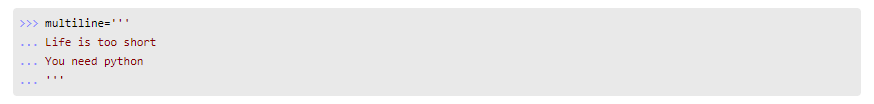 >>> multiline='''
... Life is too short
... You need python
... '''